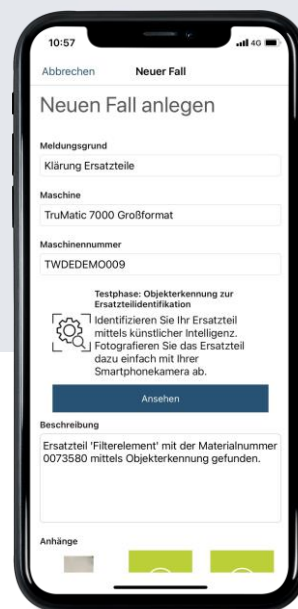 10:57
4G
Abbrechen
Neuer Fall
Neuen Fall anlegen
Meldungsgrund
Klärung Ersatzteile
Maschine
TruMatic 7000 Großformat
Maschinennummer
TWDEDEMO009
Testphase: Objekterkennung zur
Ersatzteilidentifikation
Identifizieren Sie Ihr Ersatzteil
mittels künstlicher Intelligenz.
Fotografieren Sie das Ersatzteil
dazu einfach mit Ihrer
Smartphonekamera ab.
Ansehen
Beschreibung
Ersatzteil 'Filterelement' mit der Materialnummer
0073580 mittels Objekterkennung gefunden.
Anhänge